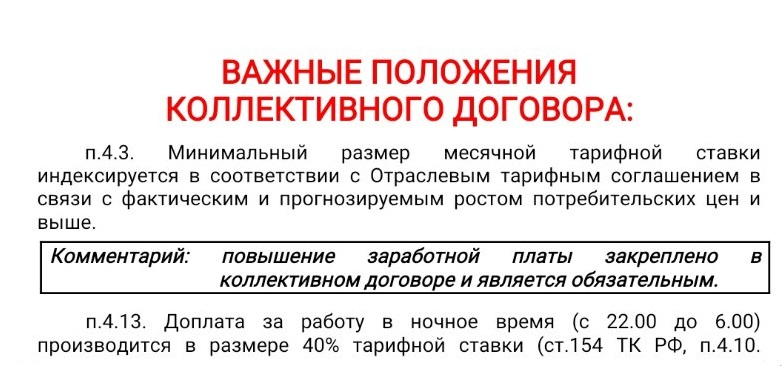 ВАЖНЫЕ ПОЛОЖЕНИЯ
КОЛЛЕКТИВНОГО ДОГОВОРА:
п.4.3. Минимальный размер месячной тарифной ставки
индексируется в соответствии с Отраслевым тарифным соглашением в
связи с фактическим и прогнозируемым ростом потребительских цен и
выше.
Комментарий: повышение заработной платы закреплено в
коллективном договоре и является обязательным.
п.4.13. Доплата за работу в ночное время (с 22.00 до 6.00)
производится в размере 40% тарифной ставки (ст.154 ТК РФ, п.4.10.